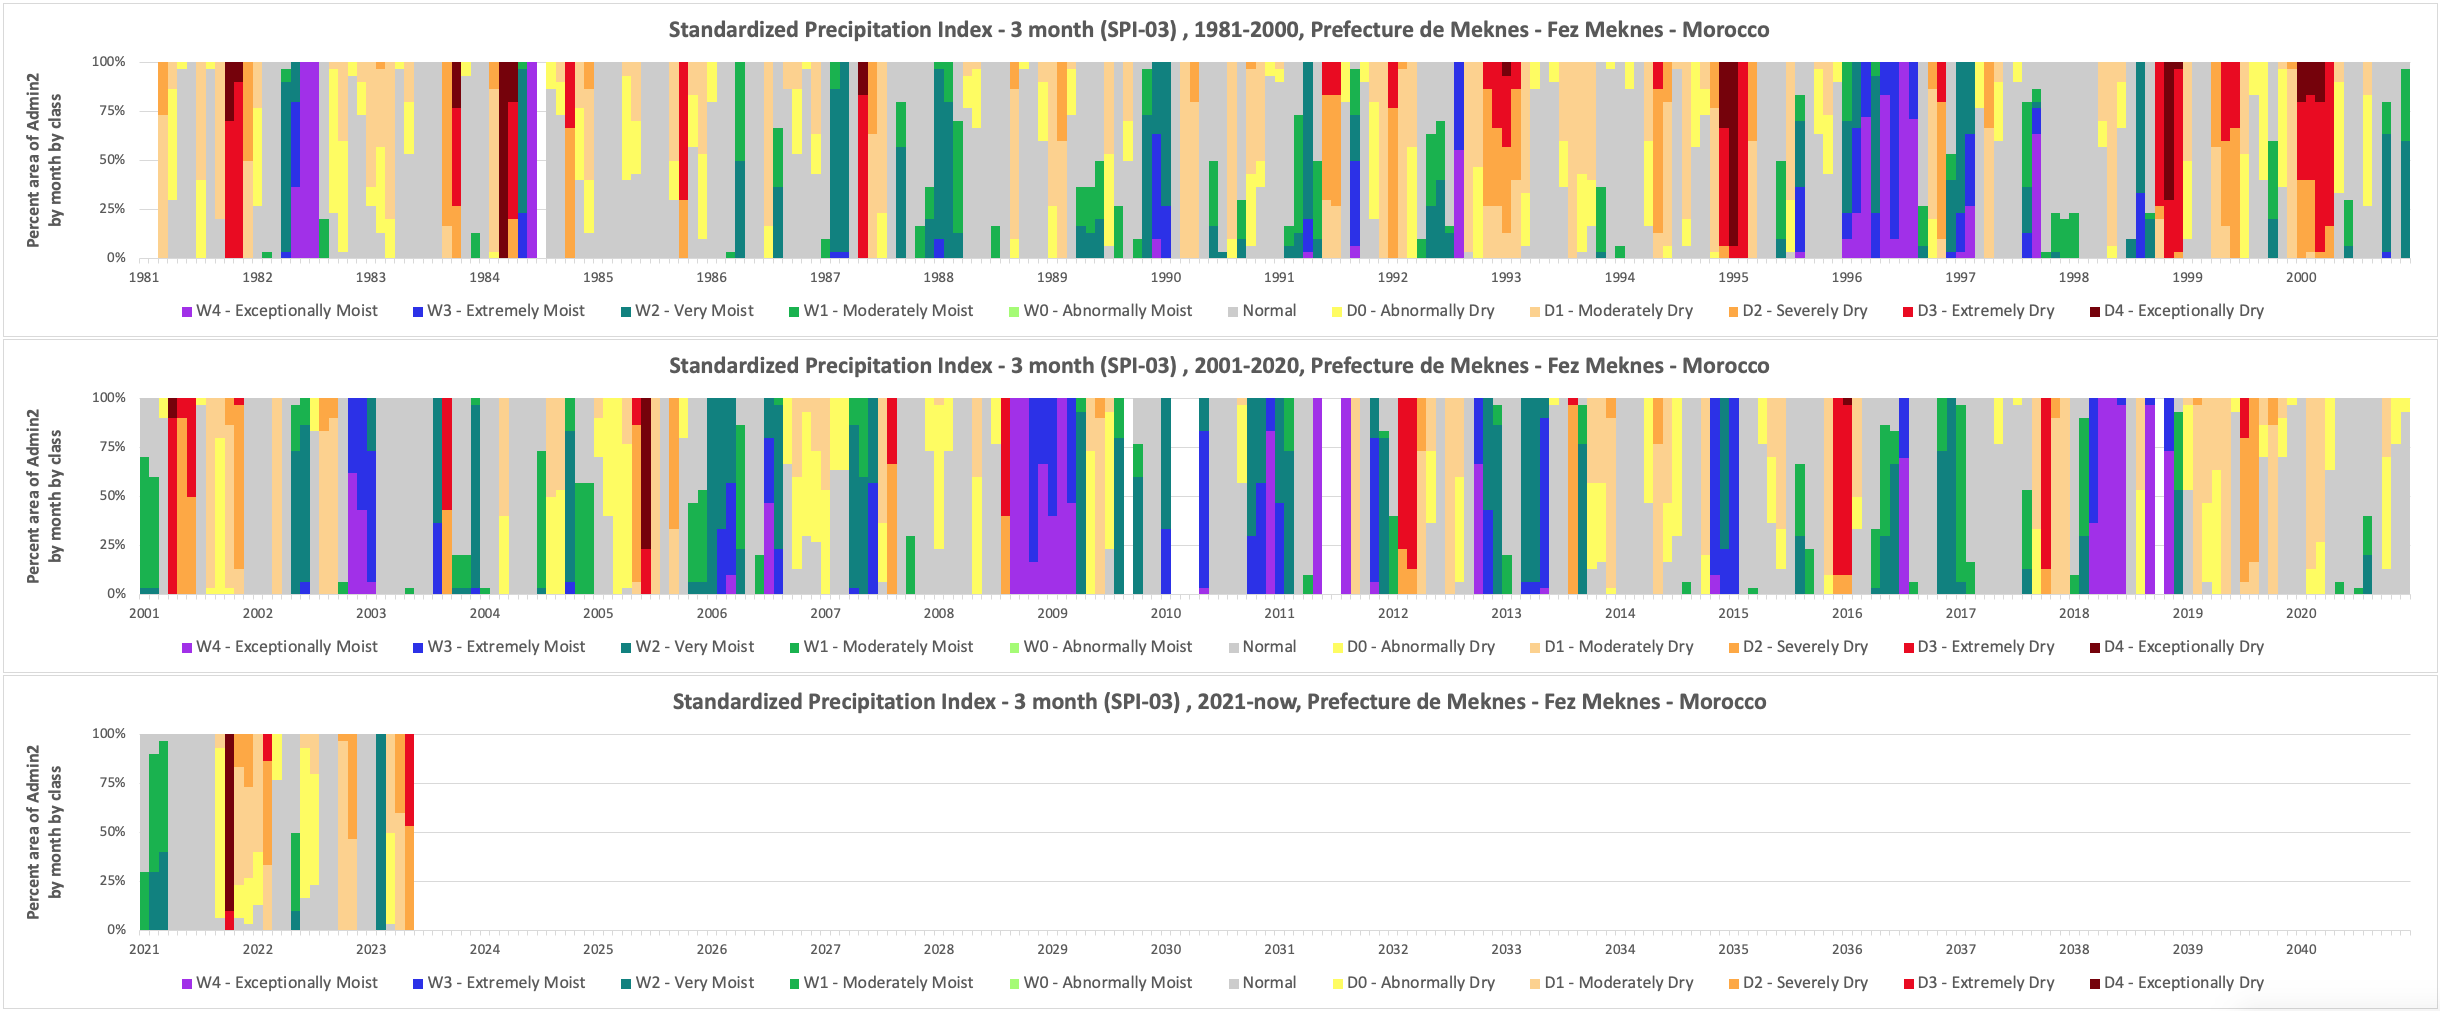 Standardized Precipitation Index - 3 month (SPI-03) , 1981-2000, Prefecture de Meknes - Fez Meknes - Morocco
Percent area of Admin2
by month by class
100%
75%
50%
25%
0%
1981 1982 1983 1984 1985 1986 1987 1988 1989 1990 1991 1992 1993 1994 1995 1996 1997 1998 1999 2000
W4 - Exceptionally Moist W3 - Extremely Moist W2 - Very Moist W1 - Moderately Moist W0 - Abnormally Moist Normal D0 - Abnormally Dry D1 - Moderately Dry D2 - Severely Dry D3 - Extremely Dry D4 - Exceptionally Dry
Standardized Precipitation Index - 3 month (SPI-03) , 2001-2020, Prefecture de Meknes - Fez Meknes - Morocco
Percent area of Admin2
by month by class
100%
75%
50%
25%
0%
2001 2002 2003 2004 2005 2006 2007 2008 2009 2010 2011 2012 2013 2014 2015 2016 2017 2018 2019 2020
W4 - Exceptionally Moist W3 - Extremely Moist W2 - Very Moist W1 - Moderately Moist W0 - Abnormally Moist Normal D0 - Abnormally Dry D1 - Moderately Dry D2 - Severely Dry D3 - Extremely Dry D4 - Exceptionally Dry
Standardized Precipitation Index - 3 month (SPI-03) , 2021-now, Prefecture de Meknes - Fez Meknes - Morocco
Percent area of Admin2
by month by class
100%
75%
50%
25%
0%
2021 2022 2023 2024 2025 2026 2027 2028 2029 2030 2031 2032 2033 2034 2035 2036 2037 2038 2039 2040
W4 - Exceptionally Moist W3 - Extremely Moist W2 - Very Moist W1 - Moderately Moist W0 - Abnormally Moist Normal D0 - Abnormally Dry D1 - Moderately Dry D2 - Severely Dry D3 - Extremely Dry D4 - Exceptionally Dry